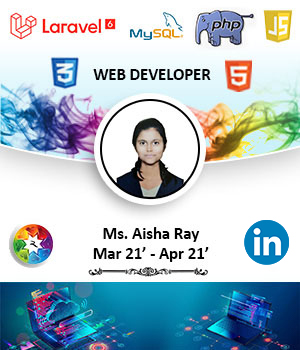 Laravel 6
MySQL
php
JS
3
WEB DEVELOPER
5
Ms. Aisha Ray
Mar 21' - Apr 21'
in